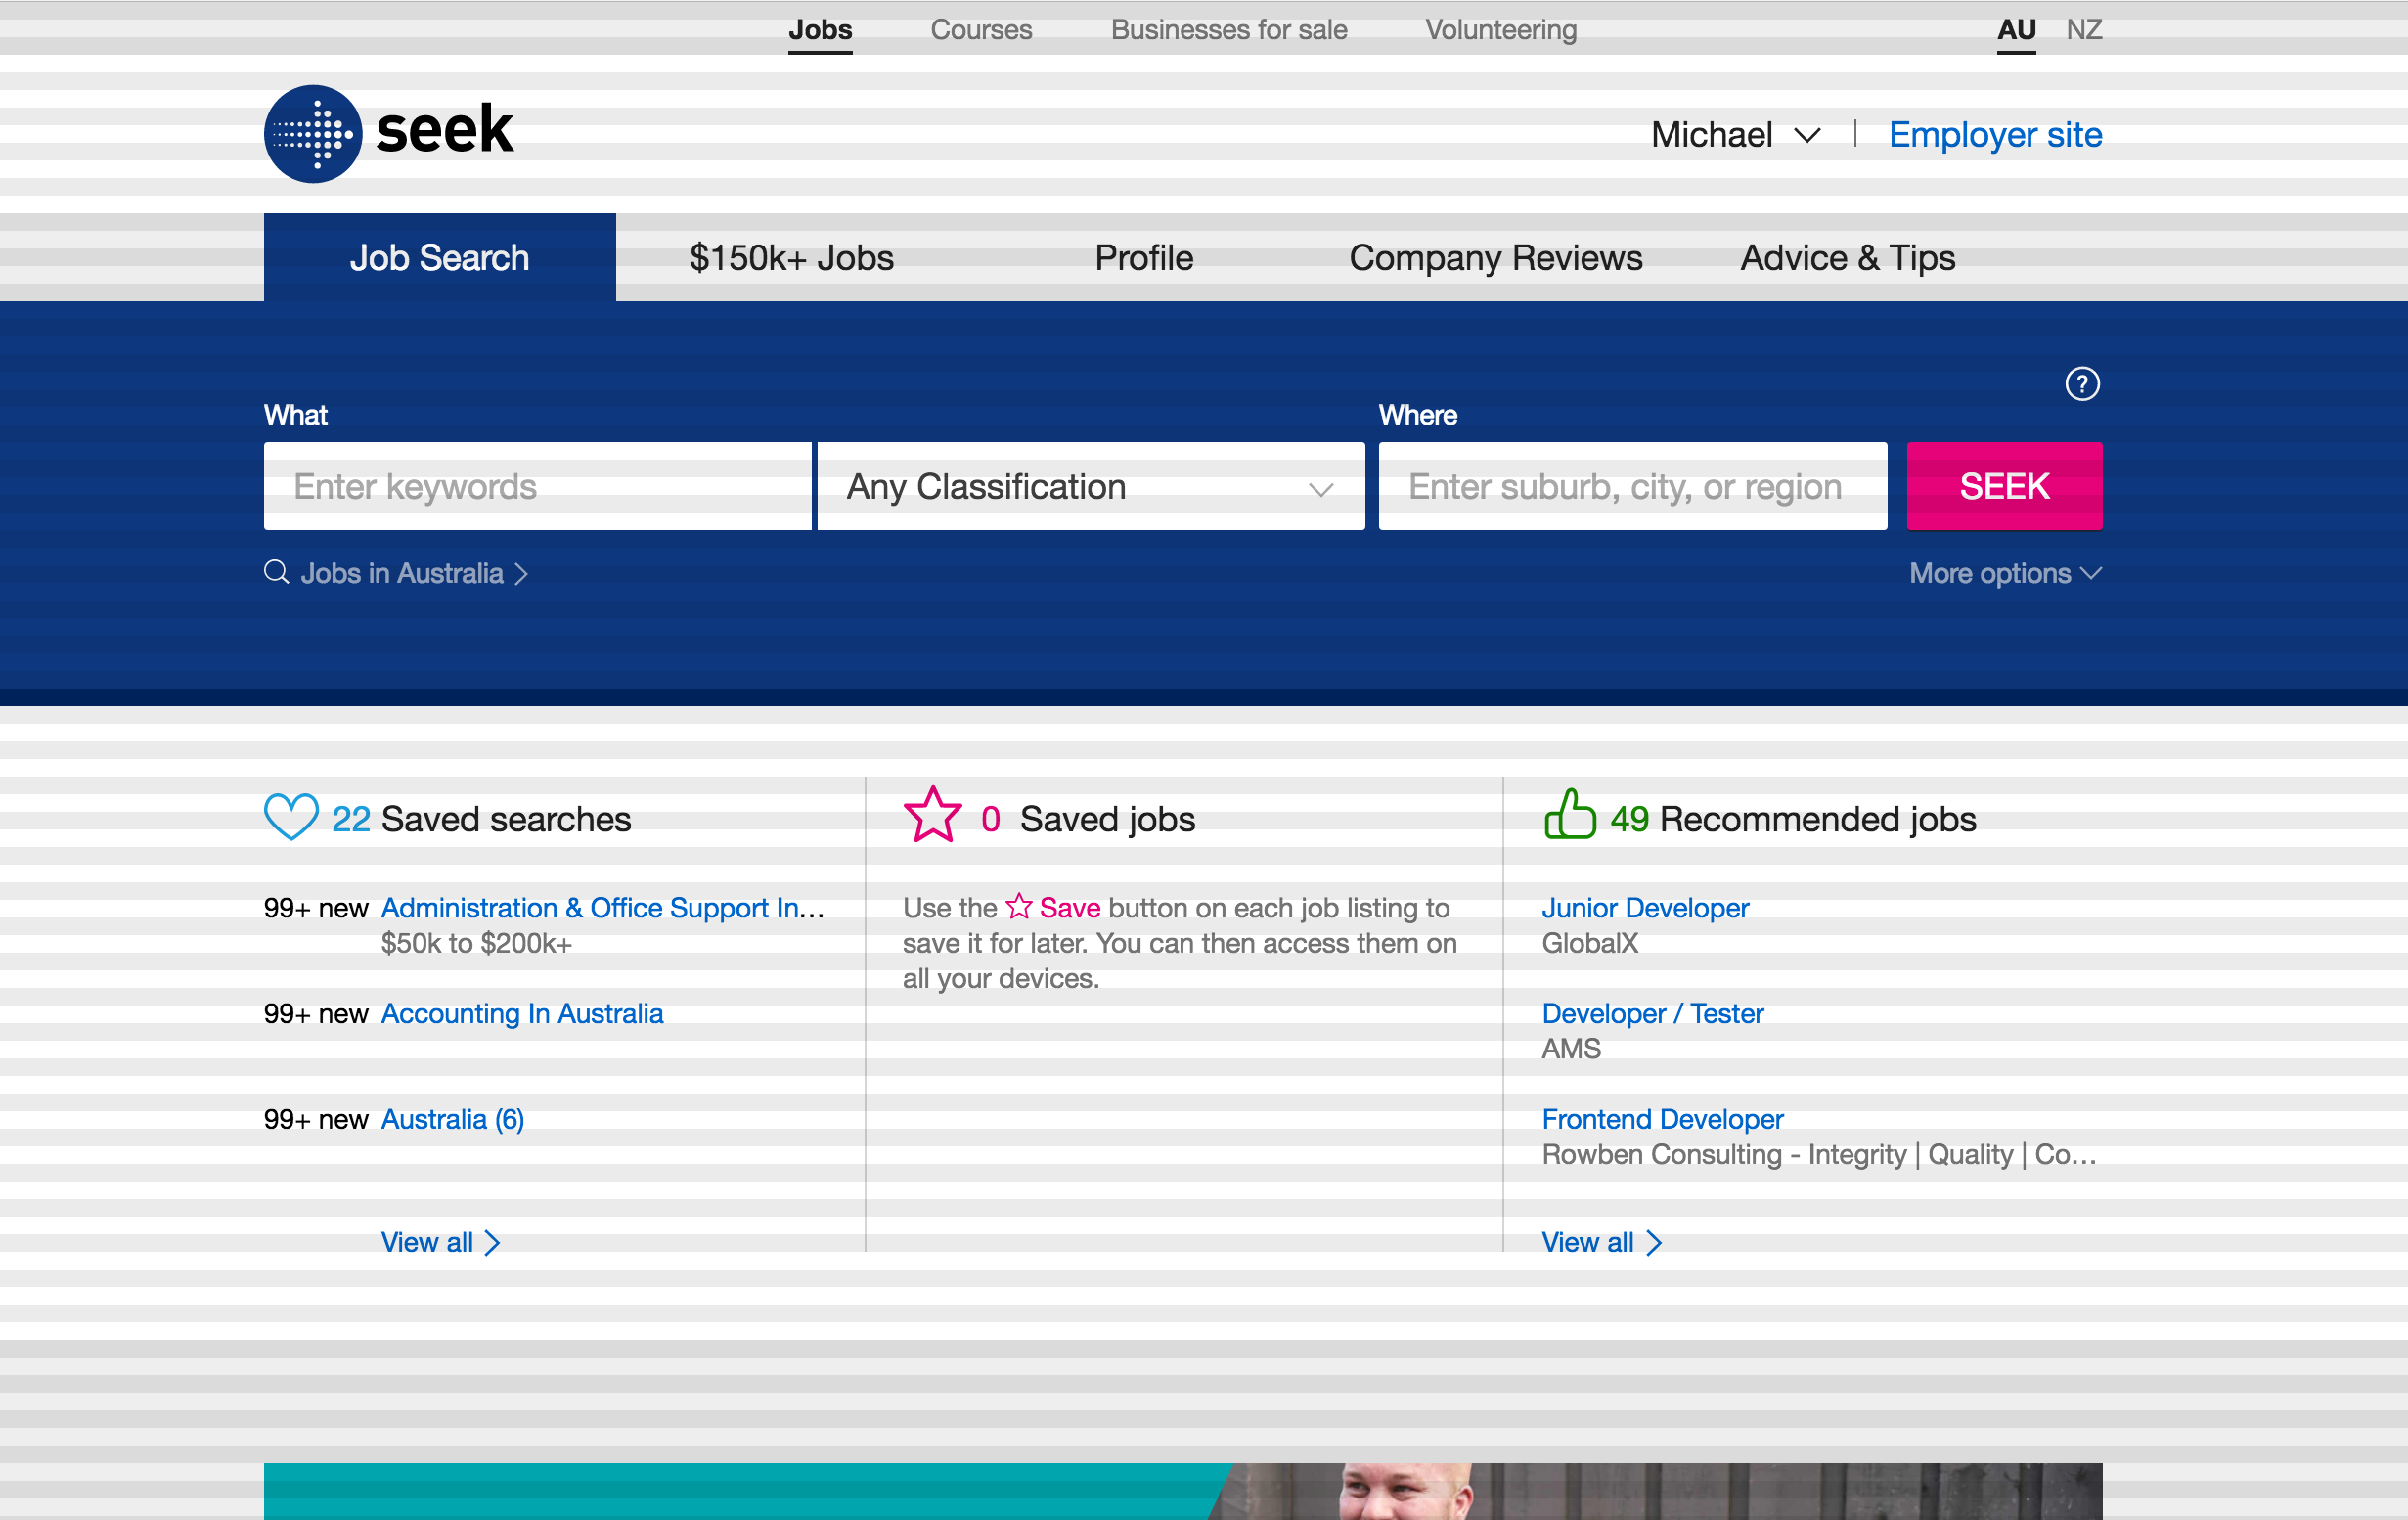 Jobs Courses Businesses for sale Volunteering AU NZ
seek
Michael Employer site
Job Search $150k+ Jobs Profile Company Reviews Advice & Tips
?
What Where
Enter keywords Any Classification Enter suburb, city, or region SEEK
Jobs in Australia More options
22 Saved searches
99+ new Administration & Office Support In...
$50k to $200k+
99+ new Accounting In Australia
99+ new Australia (6)
View all
0 Saved jobs
Use the Save button on each job listing to
save it for later. You can then access them on
all your devices.
49 Recommended jobs
Junior Developer
GlobalX
Developer / Tester
AMS
Frontend Developer
Rowben Consulting - Integrity | Quality | Co...
View all